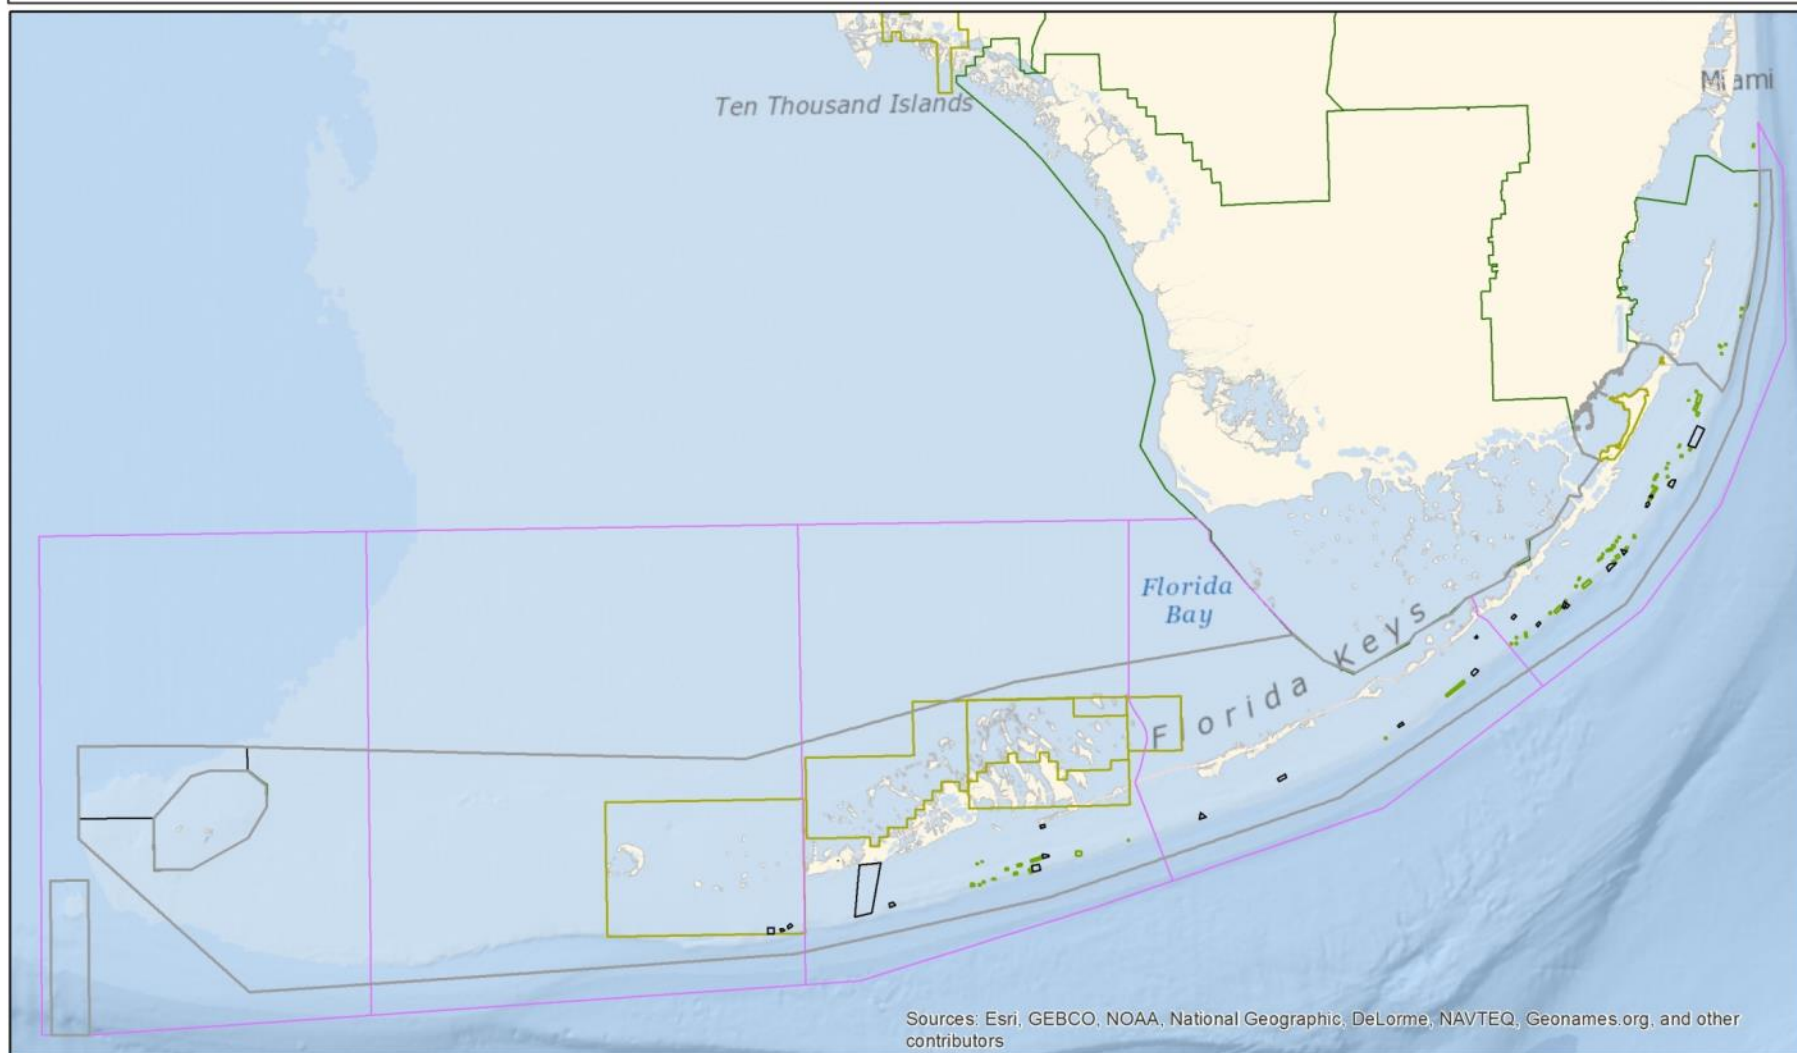 Ten Thousand Islands
Miami
Florida
Bay
Florida Keys
Sources: Esri, GEBCO, NOAA, National Geographic, DeLorme, NAVTEQ, Geonames.org, and other
contributors